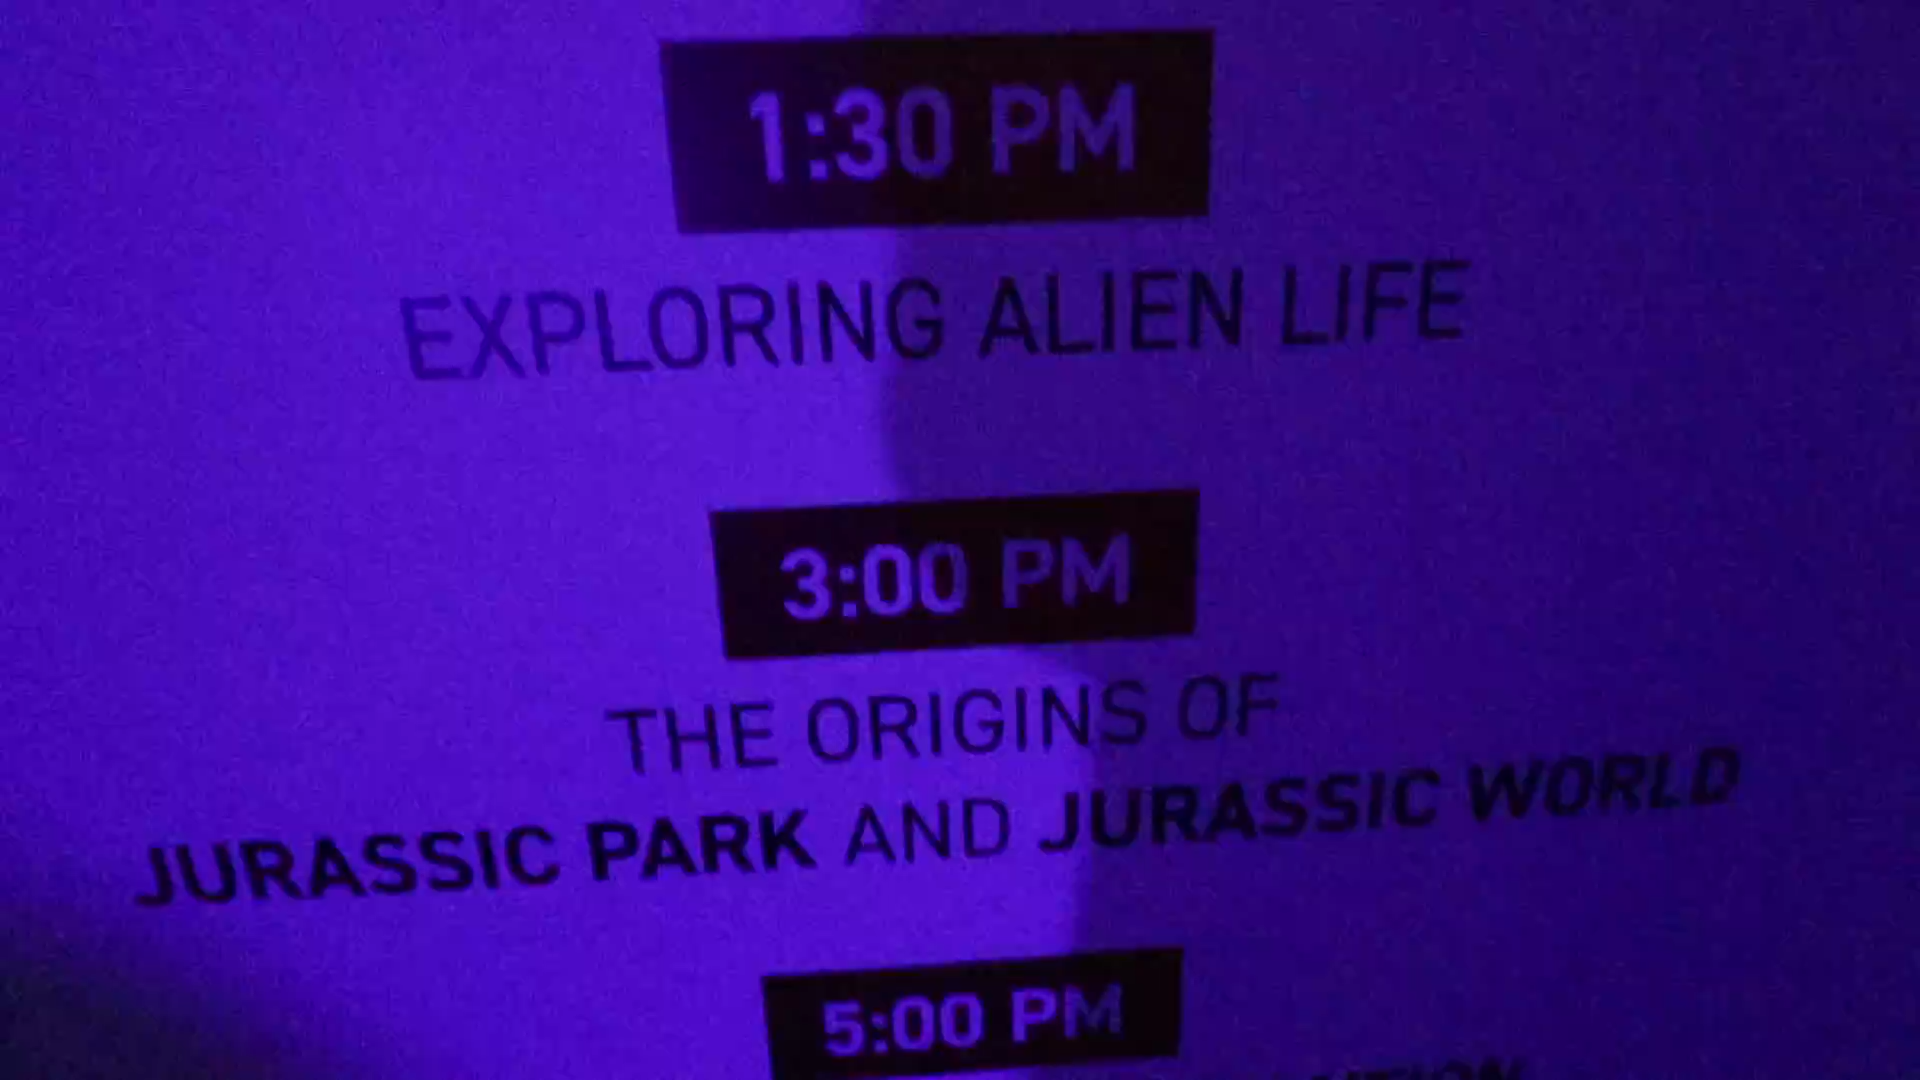 1:30 PM
EXPLORING ALIEN LIFE
3:00 PM
THE ORIGINS OF
JURASSIC PARK AND JURASSIC WORLD
5:00 PM